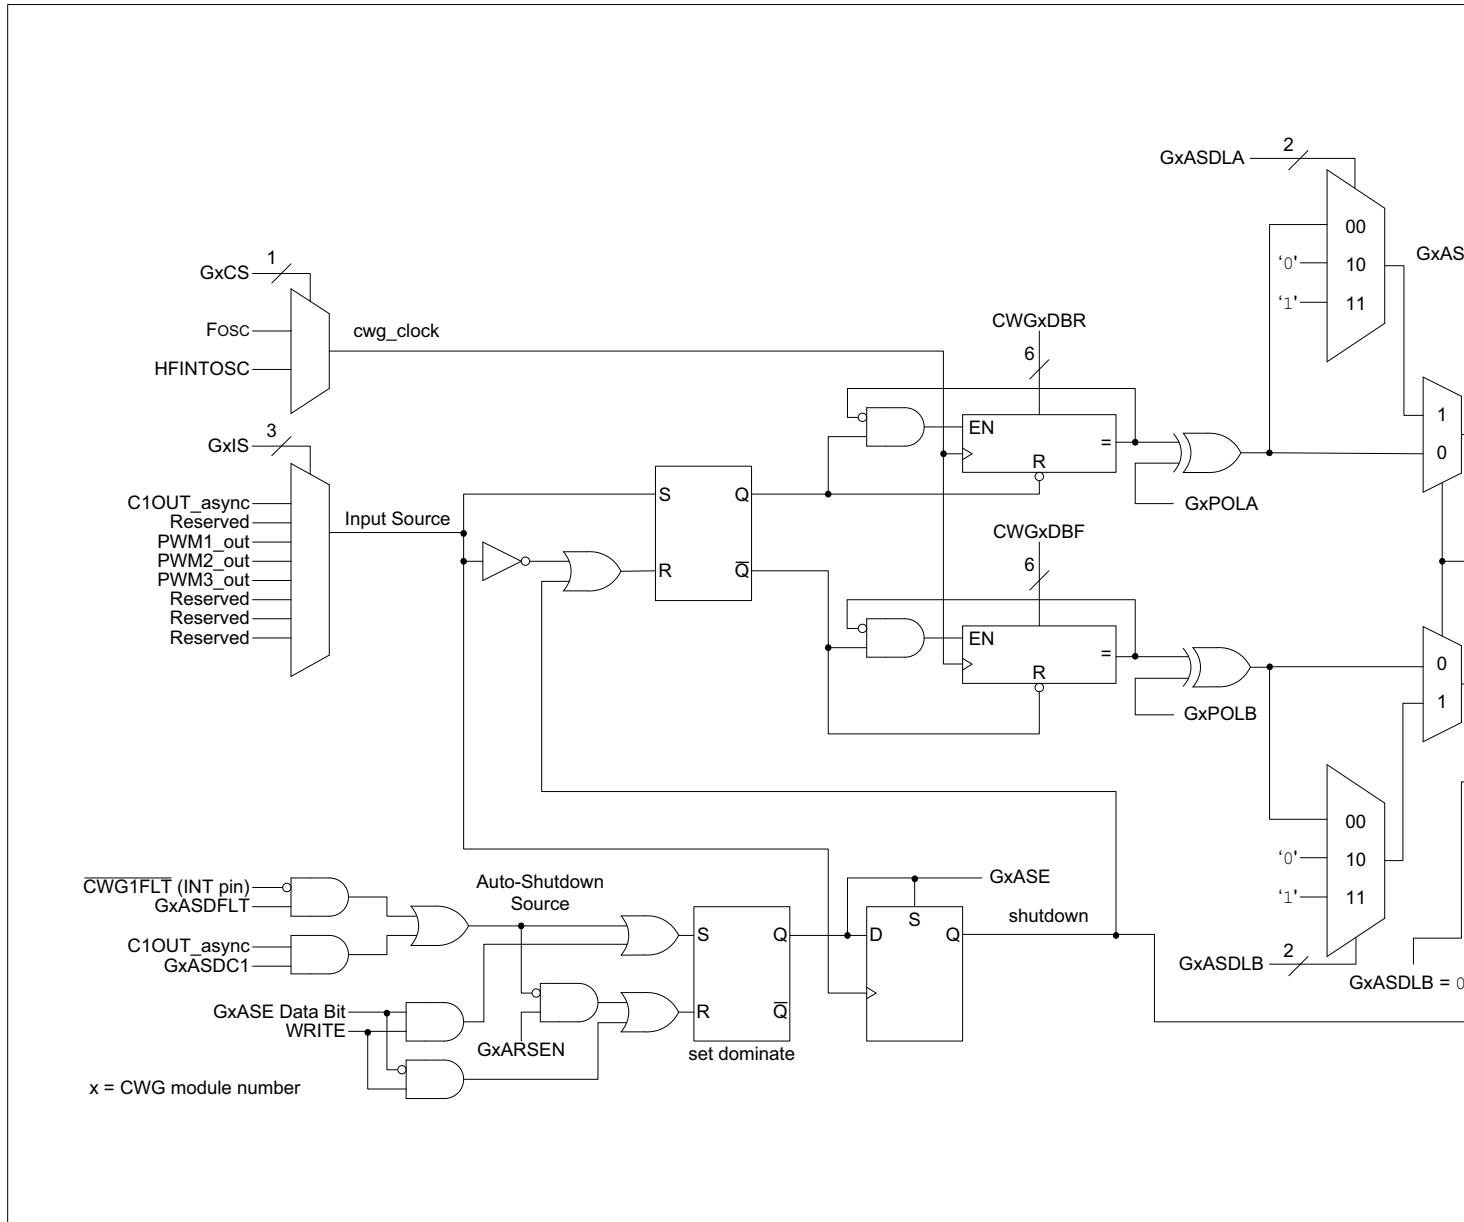 GxASDLA
2
00
GxAS
'0'
10
'1'
11
1
GxCS
FOSC
cwg_clock
HFINTOSC
CWGxDBR
6
3
GxIS
EN
=
R
1
0
GxPOLA
C1OUT_async
Reserved
PWM1_out
PWM2_out
PWM3_out
Reserved
Reserved
Reserved
Input Source
S
Q
R
Q̅
CWGxDBF
6
EN
=
R
0
1
GxPOLB
00
'0'
10
'1'
11
2
GxASDLB
GxASDLB = 0
CWG1FLT (INT pin)
GxASDFLT
C1OUT_async
GxASDC1
Auto-Shutdown
Source
GxASE
S
shutdown
S
Q
D
Q
R
Q̅
GxASE Data Bit
WRITE
GxARSEN
set dominate
x = CWG module number